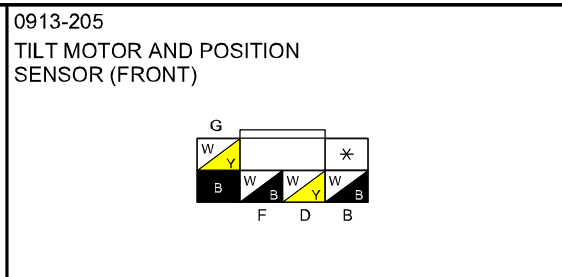 0913-205
TILT MOTOR AND POSITION
SENSOR (FRONT)
G
W Y *
B W B W Y W B
F D B